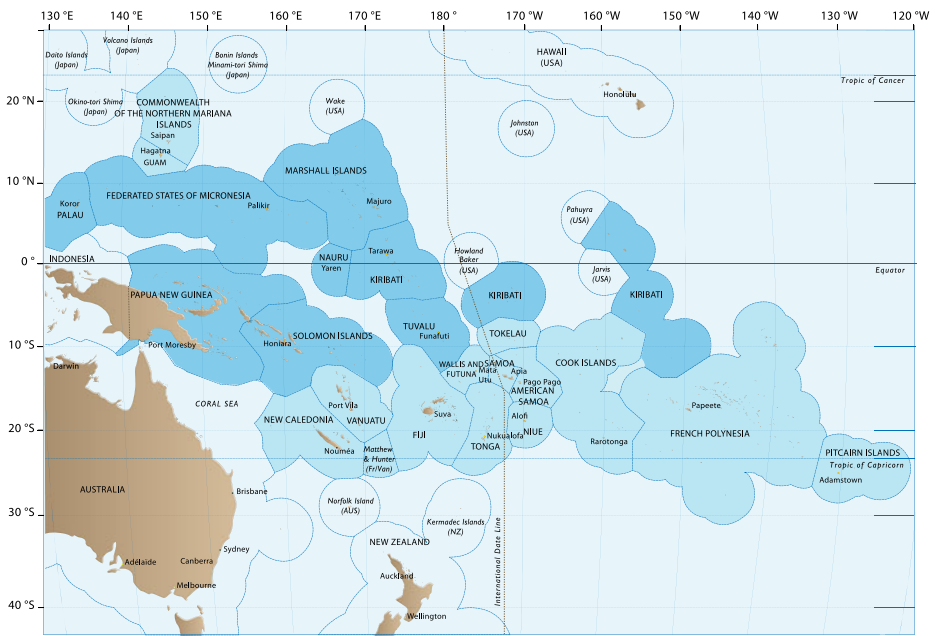 130°E 140°E 150°E 160°E 170°E 180° 170°W 160°W 150°W 140°W 130°W 120°W
Volcano Islands
(Japan)
Daito Islands
(Japan)
Bonin Islands
Minami-tori Shima
(Japan)
HAWAII
(USA)
Tropic of Cancer
Honolulu
20°N
Okino-tori Shima
(Japan)
COMMONWEALTH
OF THE NORTHERN MARIANA
ISLANDS
Saipan
Wake
(USA)
Johnston
(USA)
Hagatna
GUAM
10°N
MARSHALL ISLANDS
FEDERATED STATES OF MICRONESIA
Koror
PALAU
Palikir
Majuro
Pahuyra
(USA)
Tarawa
Howland
Baker
(USA)
INDONESIA
0°
NAURU
Yaren
KIRIBATI
Jarvis
(USA)
Equator
PAPUA NEW GUINEA
KIRIBATI
KIRIBATI
SOLOMON ISLANDS
Honiara
TUVALU
Funafuti
TOKELAU
10°S
Port Moresby
Darwin
WALLIS AND
FUTUNA
Mata
Utu
SAMOA
Apia
COOK ISLANDS
Pago Pago
AMERICAN
SAMOA
CORAL SEA
Port Vila
VANUATU
NEW CALEDONIA
Nouméa
Suva
FIJI
Alofi
NIUE
Nukualofa
TONGA
Papeete
FRENCH POLYNESIA
Rarotonga
20°S
Matthew
& Hunter
(Fr/Van)
PITCAIRN ISLANDS
Tropic of Capricorn
Adamstown
AUSTRALIA
Brisbane
Norfolk Island
(AUS)
Kermadec Islands
(NZ)
30°S
International Date Line
NEW ZEALAND
Sydney
Adélaide
Canberra
Melbourne
Auckland
40°S
Wellington